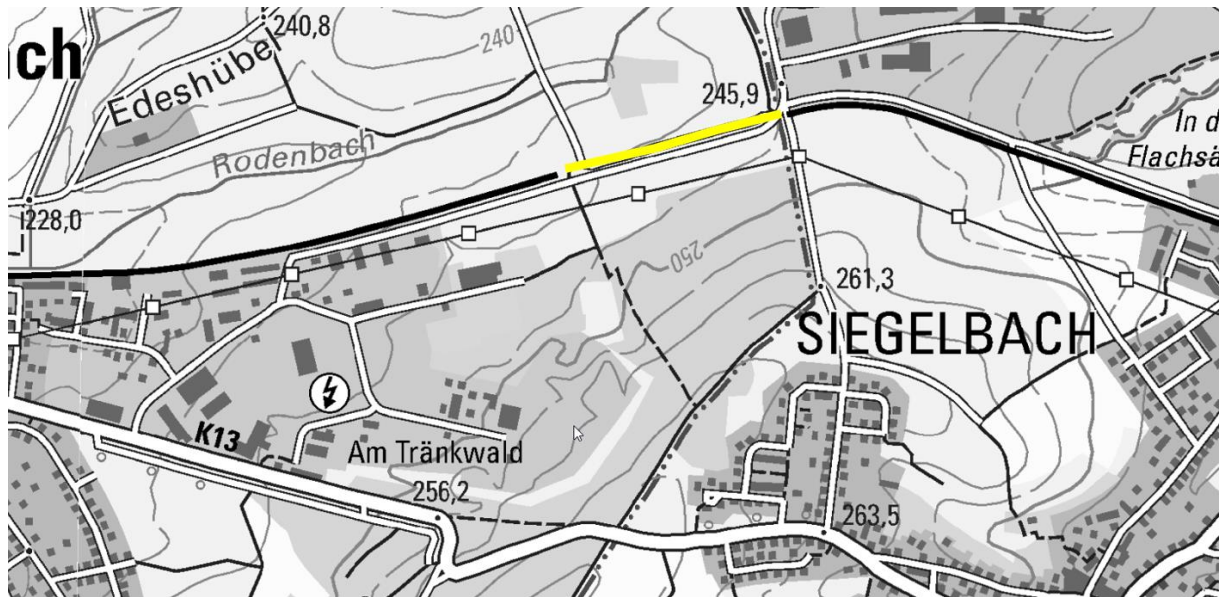 240,8
240
ch
Edeshübel
245,9
In d
Flachsä
Rodenbach
228,0
250
261,3
SIEGELBACH
K13
Am Tränkwald
256,2
263,5